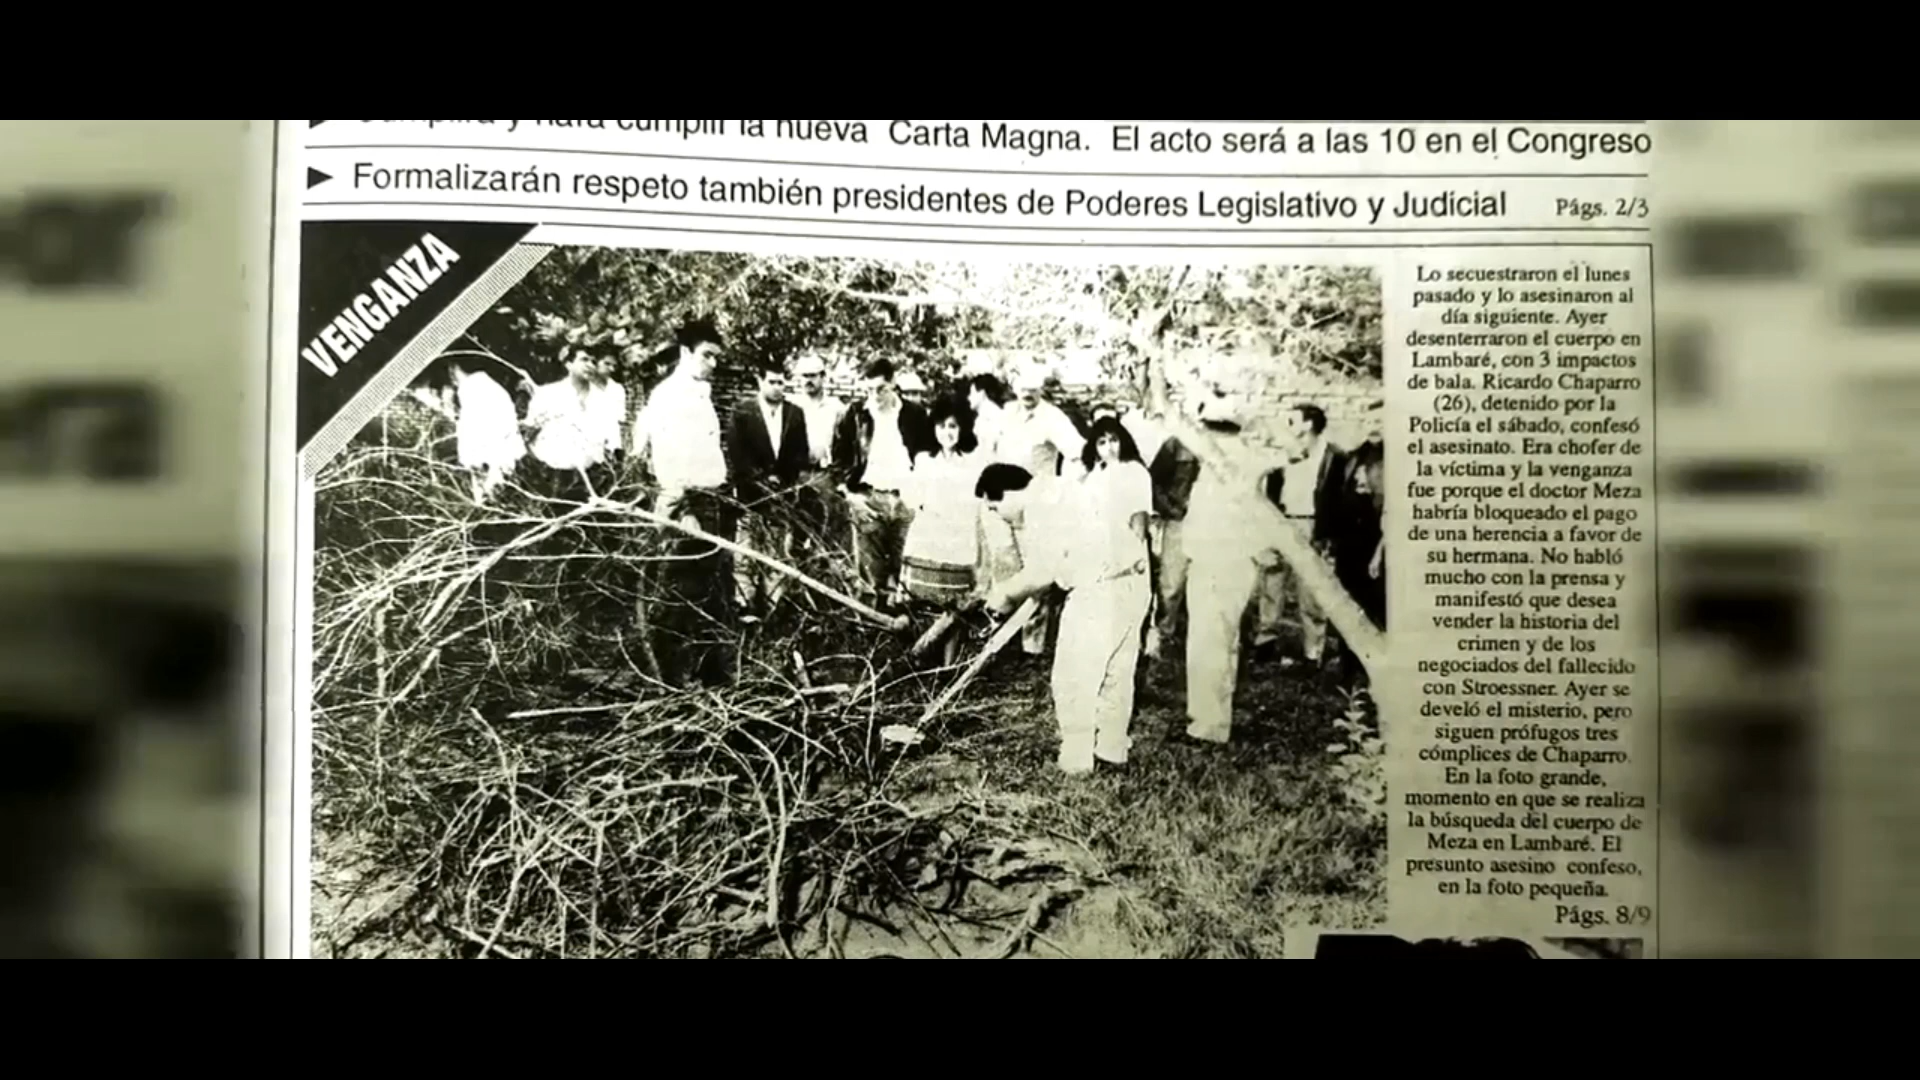 cumplir la nueva Carta Magna. El acto será a las 10 en el Congreso
► Formalizarán respeto también presidentes de Poderes Legislativo y Judicial Págs. 2/3
VENGANZA
Lo secuestraron el lunes
pasado y lo asesinaron al
día siguiente. Ayer
desenterraron el cuerpo en
Lambaré, con 3 impactos
de bala. Ricardo Chaparro
(26), detenido por la
Policía el sábado, confesó
el asesinato. Era chofer de
la víctima y la venganza
fue porque el doctor Meza
habría bloqueado el pago
de una herencia a favor de
su hermana. No habló
mucho con la prensa y
manifestó que desea
vender la historia del
crimen y de los
negociados del fallecido
con Stroessner. Ayer se
develó el misterio, pero
siguen prófugos tres
cómplices de Chaparro.
En la foto grande,
momento en que se realiza
la búsqueda del cuerpo de
Meza en Lambaré. El
presunto asesino confeso,
en la foto pequeña.
Págs. 8/9